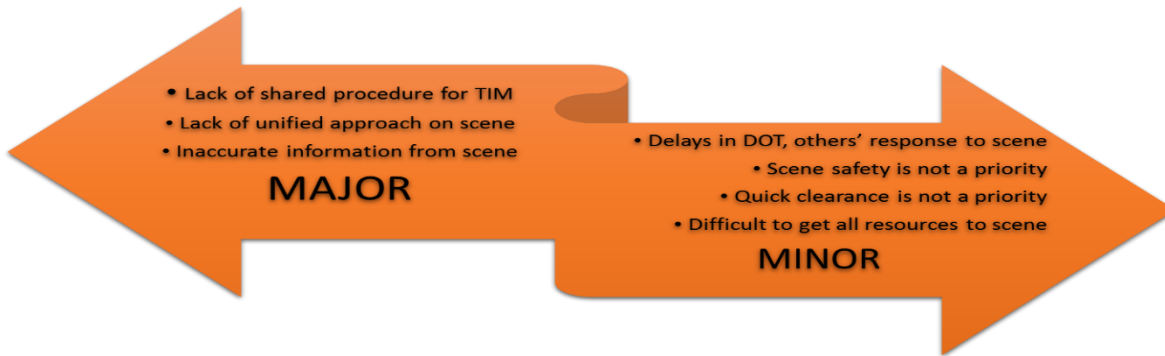 • Lack of shared procedure for TIM
• Lack of unified approach on scene
• Inaccurate information from scene
MAJOR
• Delays in DOT, others’ response to scene
• Scene safety is not a priority
• Quick clearance is not a priority
• Difficult to get all resources to scene
MINOR